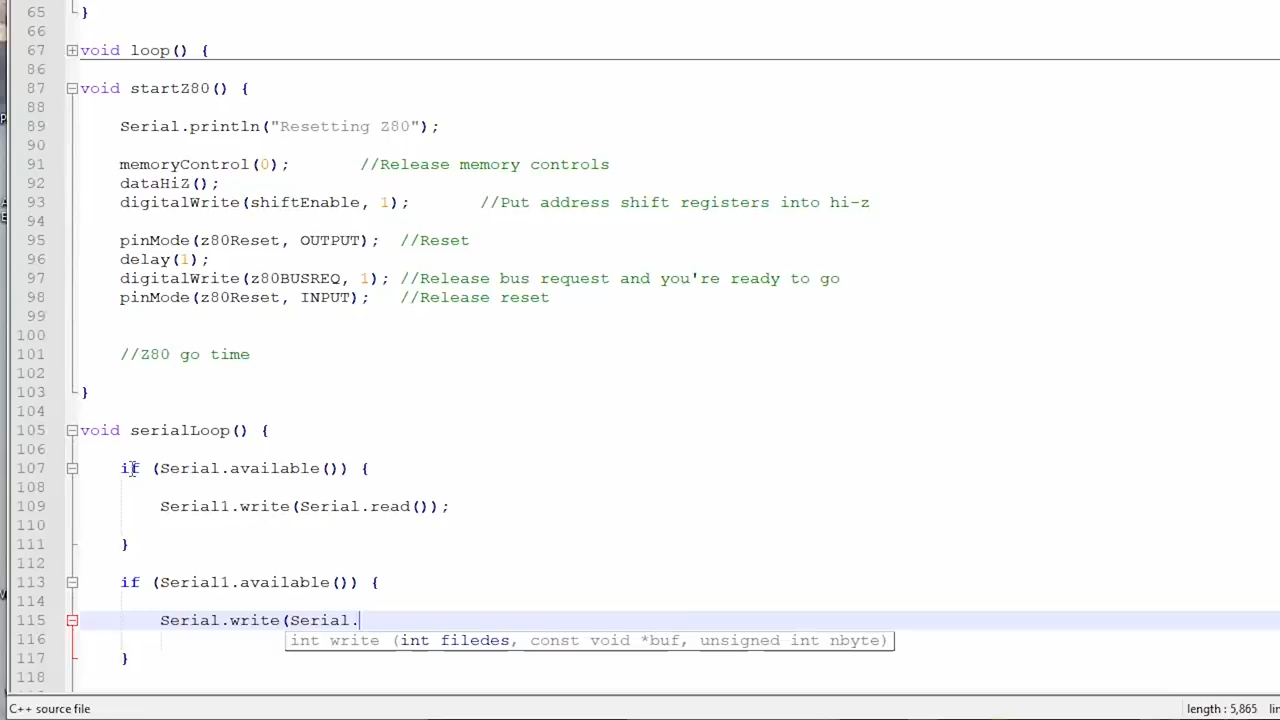 65 }
66
67 void loop() {
86
87 void startZ80() {
88
89 Serial.println("Resetting Z80");
90
91 memoryControl(0); //Release memory controls
92 dataHiZ();
93 digitalWrite(shiftEnable, 1); //Put address shift registers into hi-z
94
95 pinMode(z80Reset, OUTPUT); //Reset
96 delay(1);
97 digitalWrite(z80BUSREQ, 1); //Release bus request and you're ready to go
98 pinMode(z80Reset, INPUT); //Release reset
99
100
101 //Z80 go time
102
103 }
104
105 void serialLoop() {
106
107 if (Serial.available()) {
108
109 Serial1.write(Serial.read());
110
111 }
112
113 if (Serial1.available()) {
114
115 Serial.write(Serial.
116 int write (int filedes, const void *buf, unsigned int nbyte)
117 }
118
C++ source file length : 5,865